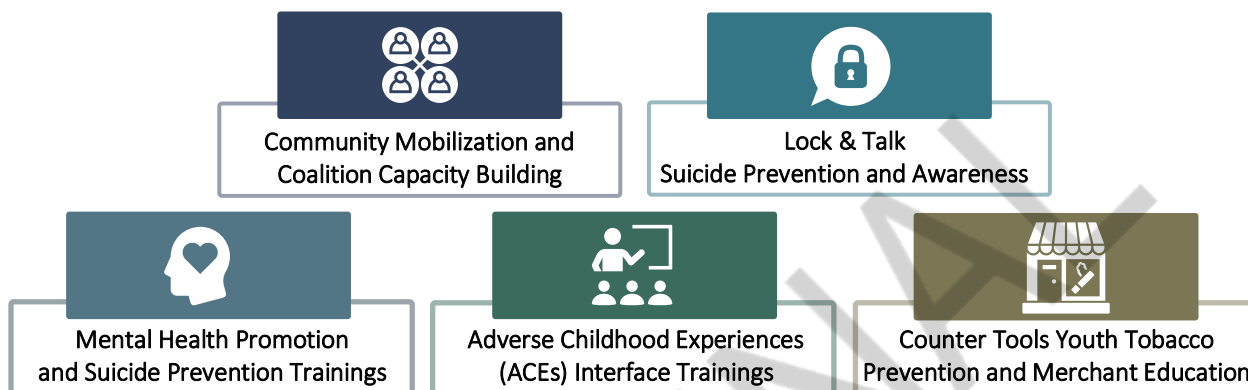 Community Mobilization and
Coalition Capacity Building
Lock & Talk
Suicide Prevention and Awareness
Mental Health Promotion
and Suicide Prevention Trainings
Adverse Childhood Experiences
(ACEs) Interface Trainings
Counter Tools Youth Tobacco
Prevention and Merchant Education